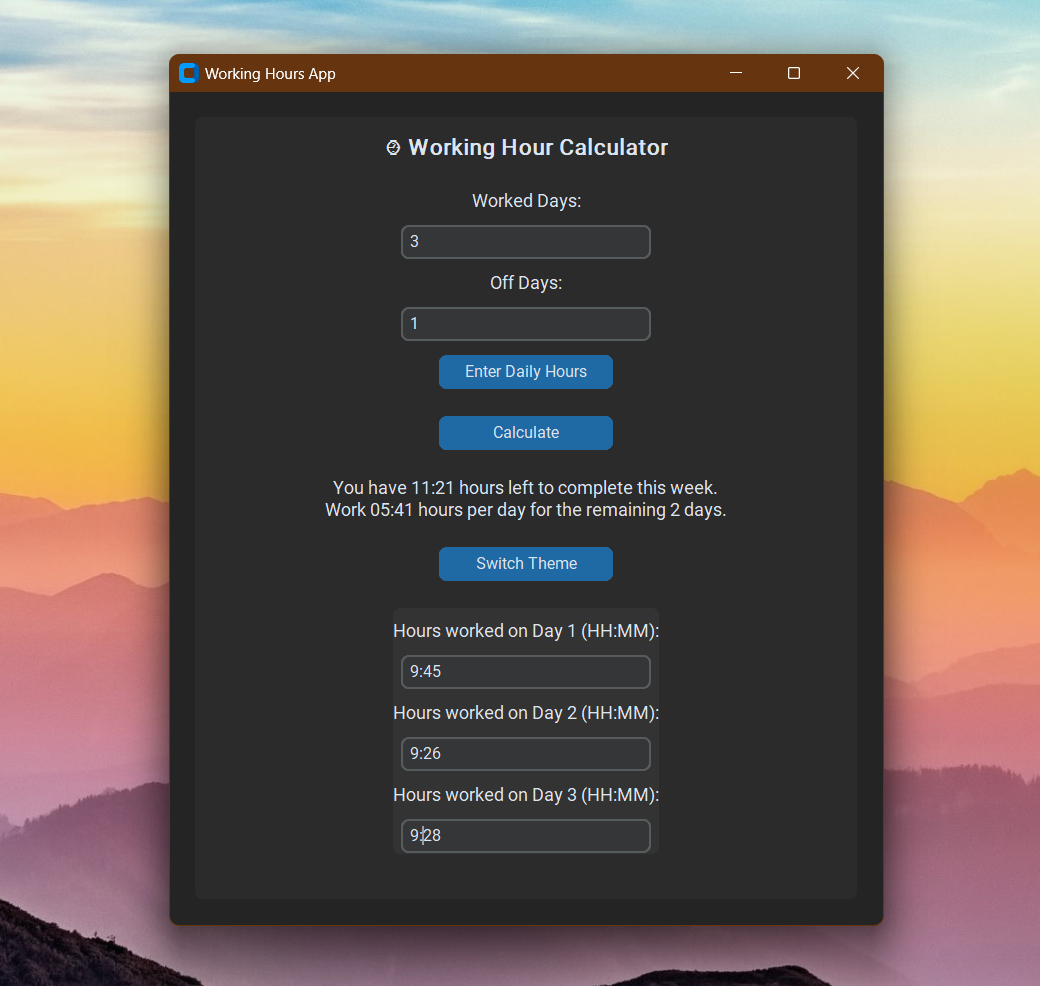 Working Hours App
Working Hour Calculator
Worked Days:
3
Off Days:
1
Enter Daily Hours
Calculate
You have 11:21 hours left to complete this week.
Work 05:41 hours per day for the remaining 2 days.
Switch Theme
Hours worked on Day 1 (HH:MM):
9:45
Hours worked on Day 2 (HH:MM):
9:26
Hours worked on Day 3 (HH:MM):
9:28